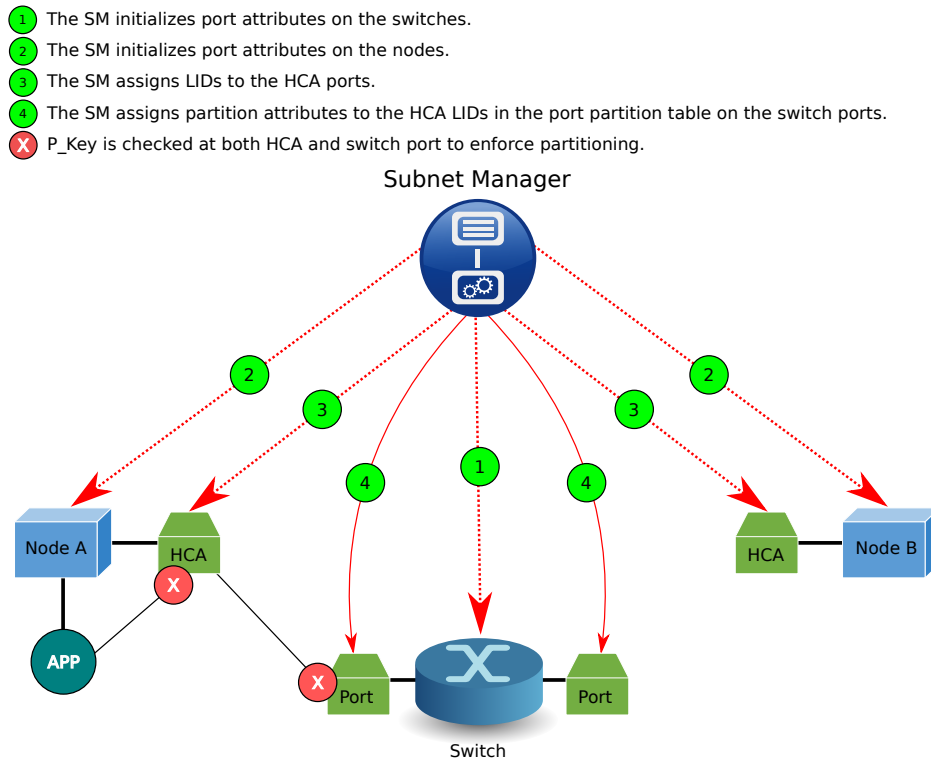 1 The SM initializes port attributes on the switches.
2 The SM initializes port attributes on the nodes.
3 The SM assigns LIDs to the HCA ports.
4 The SM assigns partition attributes to the HCA LIDs in the port partition table on the switch ports.
X P_Key is checked at both HCA and switch port to enforce partitioning.
Subnet Manager
2
2
3
3
4
1
4
Node A
HCA
HCA
Node B
X
APP
X
Port
Port
Switch